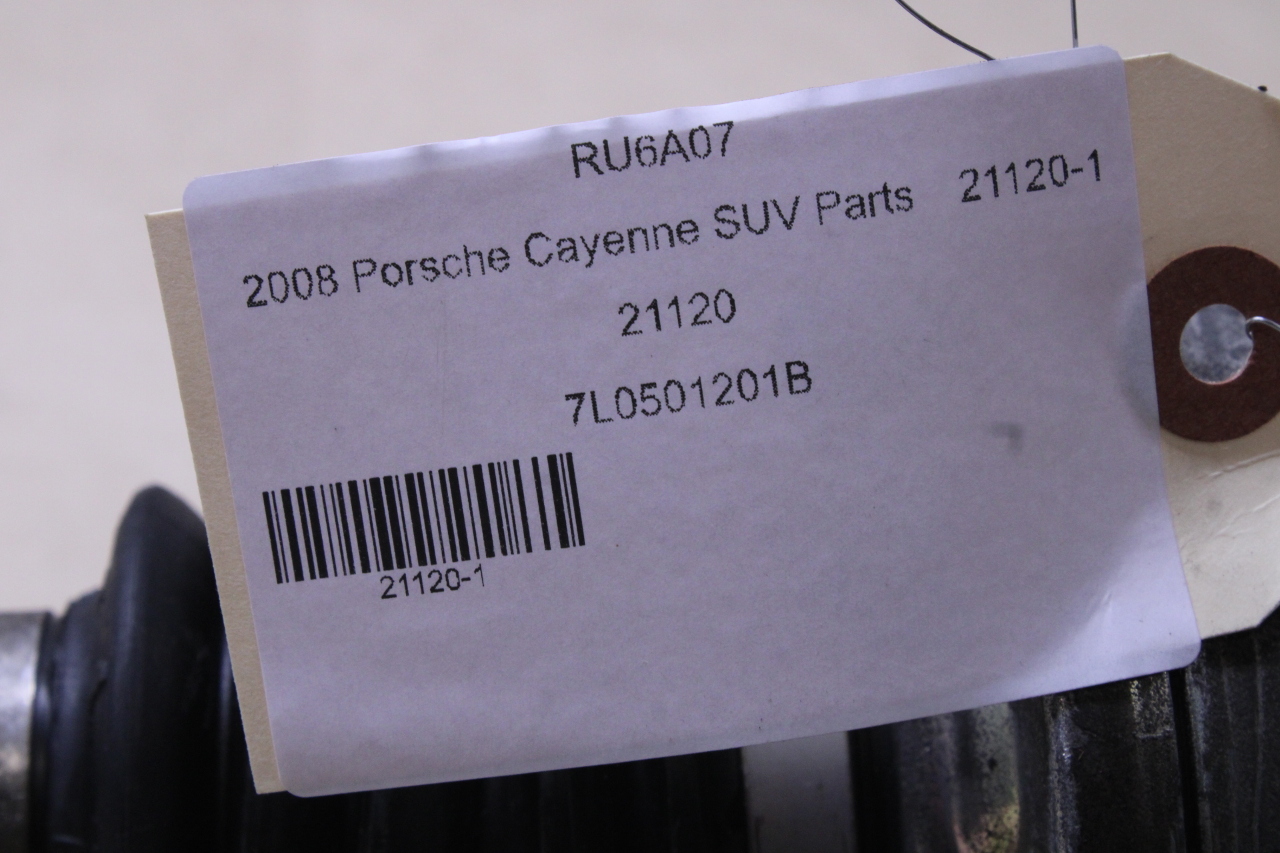 RU6A07
2008 Porsche Cayenne SUV Parts 21120-1
21120
7L0501201B
21120-1